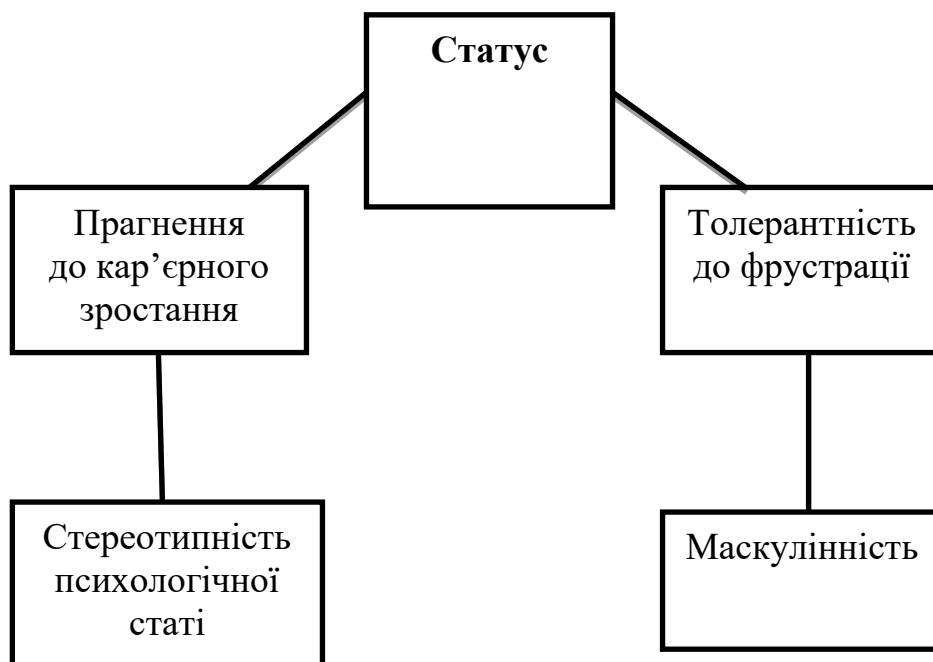 Статус
Прагнення
до кар’єрного
зростання
Толерантність
до фрустрації
Стереотипність
психологічної
статі
Маскулінність